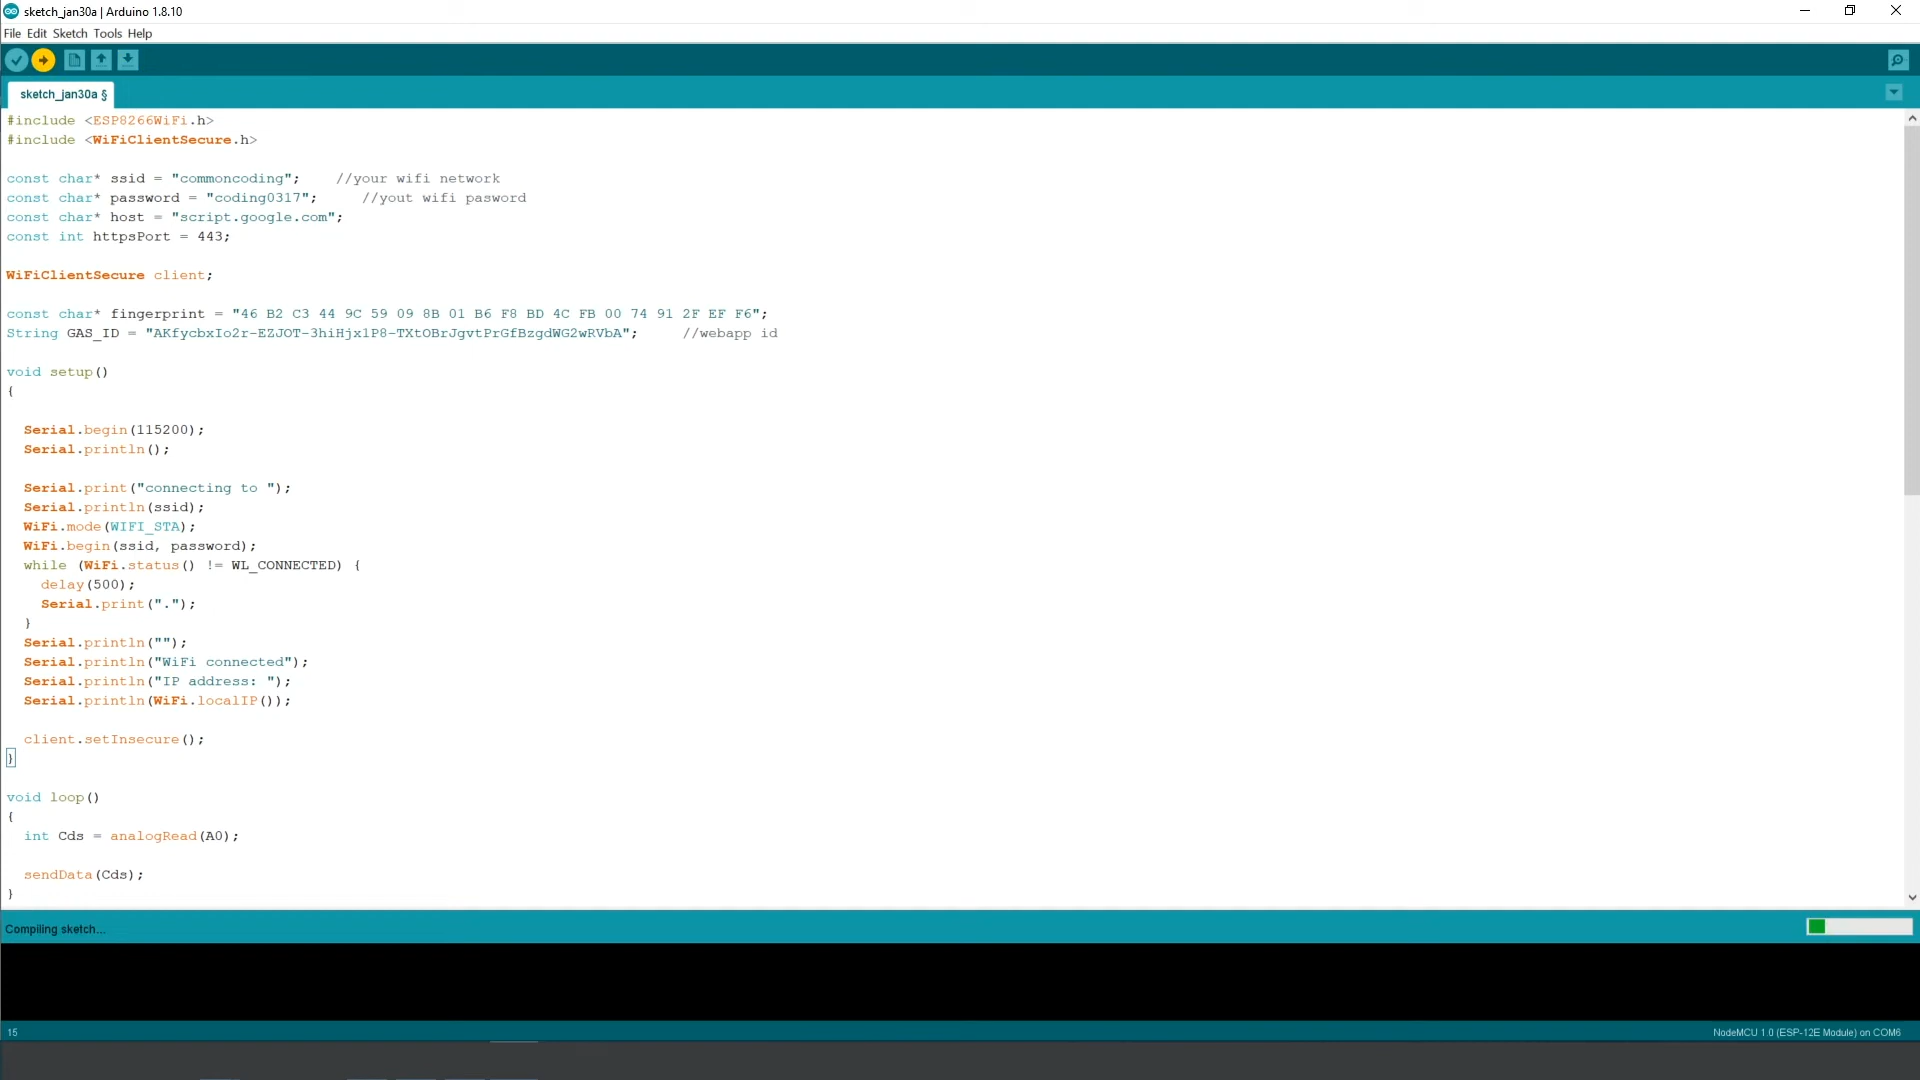 sketch_jan30a | Arduino 1.8.10
File Edit Sketch Tools Help
sketch_jan30a §
#include <ESP8266WiFi.h>
#include <WiFiClientSecure.h>
const char* ssid = "commoncoding";    //your wifi network
const char* password = "coding0317";     //yout wifi pasword
const char* host = "script.google.com";
const int httpsPort = 443;
WiFiClientSecure client;
const char* fingerprint = "46 B2 C3 44 9C 59 09 8B 01 B6 F8 BD 4C FB 00 74 91 2F EF F6";
String GAS_ID = "AKfycbxIo2r-EZJOT-3hiHjx1P8-TXtOBrJgvtPrGfBzgdWG2wRVbA";     //webapp id
void setup()
{
  Serial.begin(115200);
  Serial.println();
  Serial.print("connecting to ");
  Serial.println(ssid);
  WiFi.mode(WIFI_STA);
  WiFi.begin(ssid, password);
  while (WiFi.status() != WL_CONNECTED) {
    delay(500);
    Serial.print(".");
  }
  Serial.println("");
  Serial.println("WiFi connected");
  Serial.println("IP address: ");
  Serial.println(WiFi.localIP());
  client.setInsecure();
}
void loop()
{
  int Cds = analogRead(A0);
  sendData(Cds);
}
Compiling sketch...
15
NodeMCU 1.0 (ESP-12E Module) on COM6